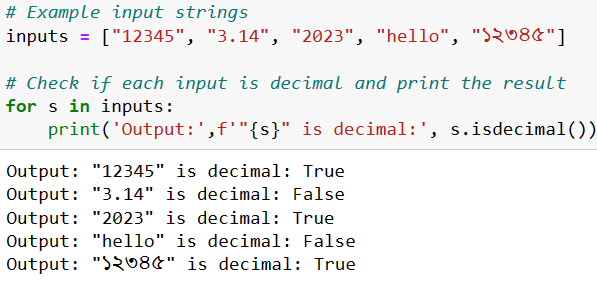 # Example input strings
inputs = ["12345", "3.14", "2023", "hello", "১২৩৪৫"]
# Check if each input is decimal and print the result
for s in inputs:
    print('Output:',f'"{s}" is decimal:', s.isdecimal())
Output: "12345" is decimal: True
Output: "3.14" is decimal: False
Output: "2023" is decimal: True
Output: "hello" is decimal: False
Output: "১২৩৪৫" is decimal: True